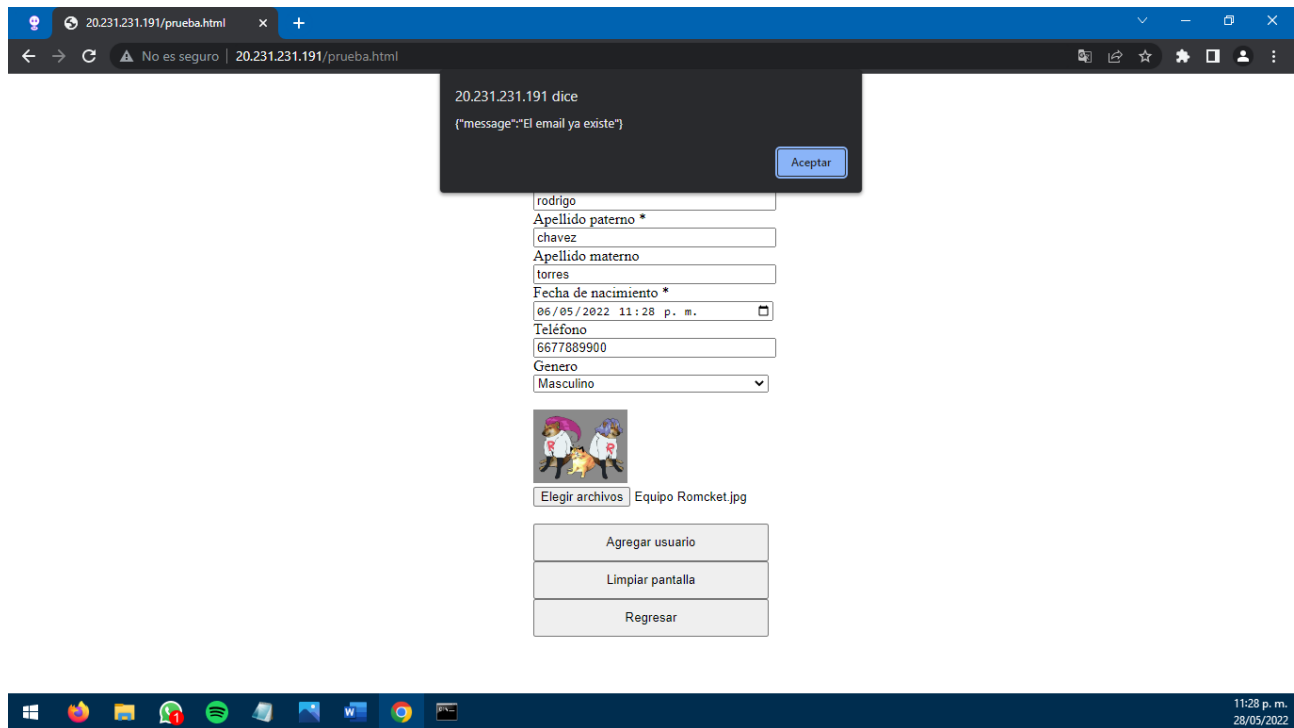 20.231.231.191/prueba.html
No es seguro | 20.231.231.191/prueba.html
20.231.231.191 dice
{"message":"El email ya existe"}
Aceptar
rodrigo
Apellido paterno *
chavez
Apellido materno
torres
Fecha de nacimiento *
06/05/2022 11:28 p. m.
Teléfono
6677889900
Genero
Masculino
R R
Elegir archivos Equipo Romcket.jpg
Agregar usuario
Limpiar pantalla
Regresar
1
W
11:28 p. m.
28/05/2022